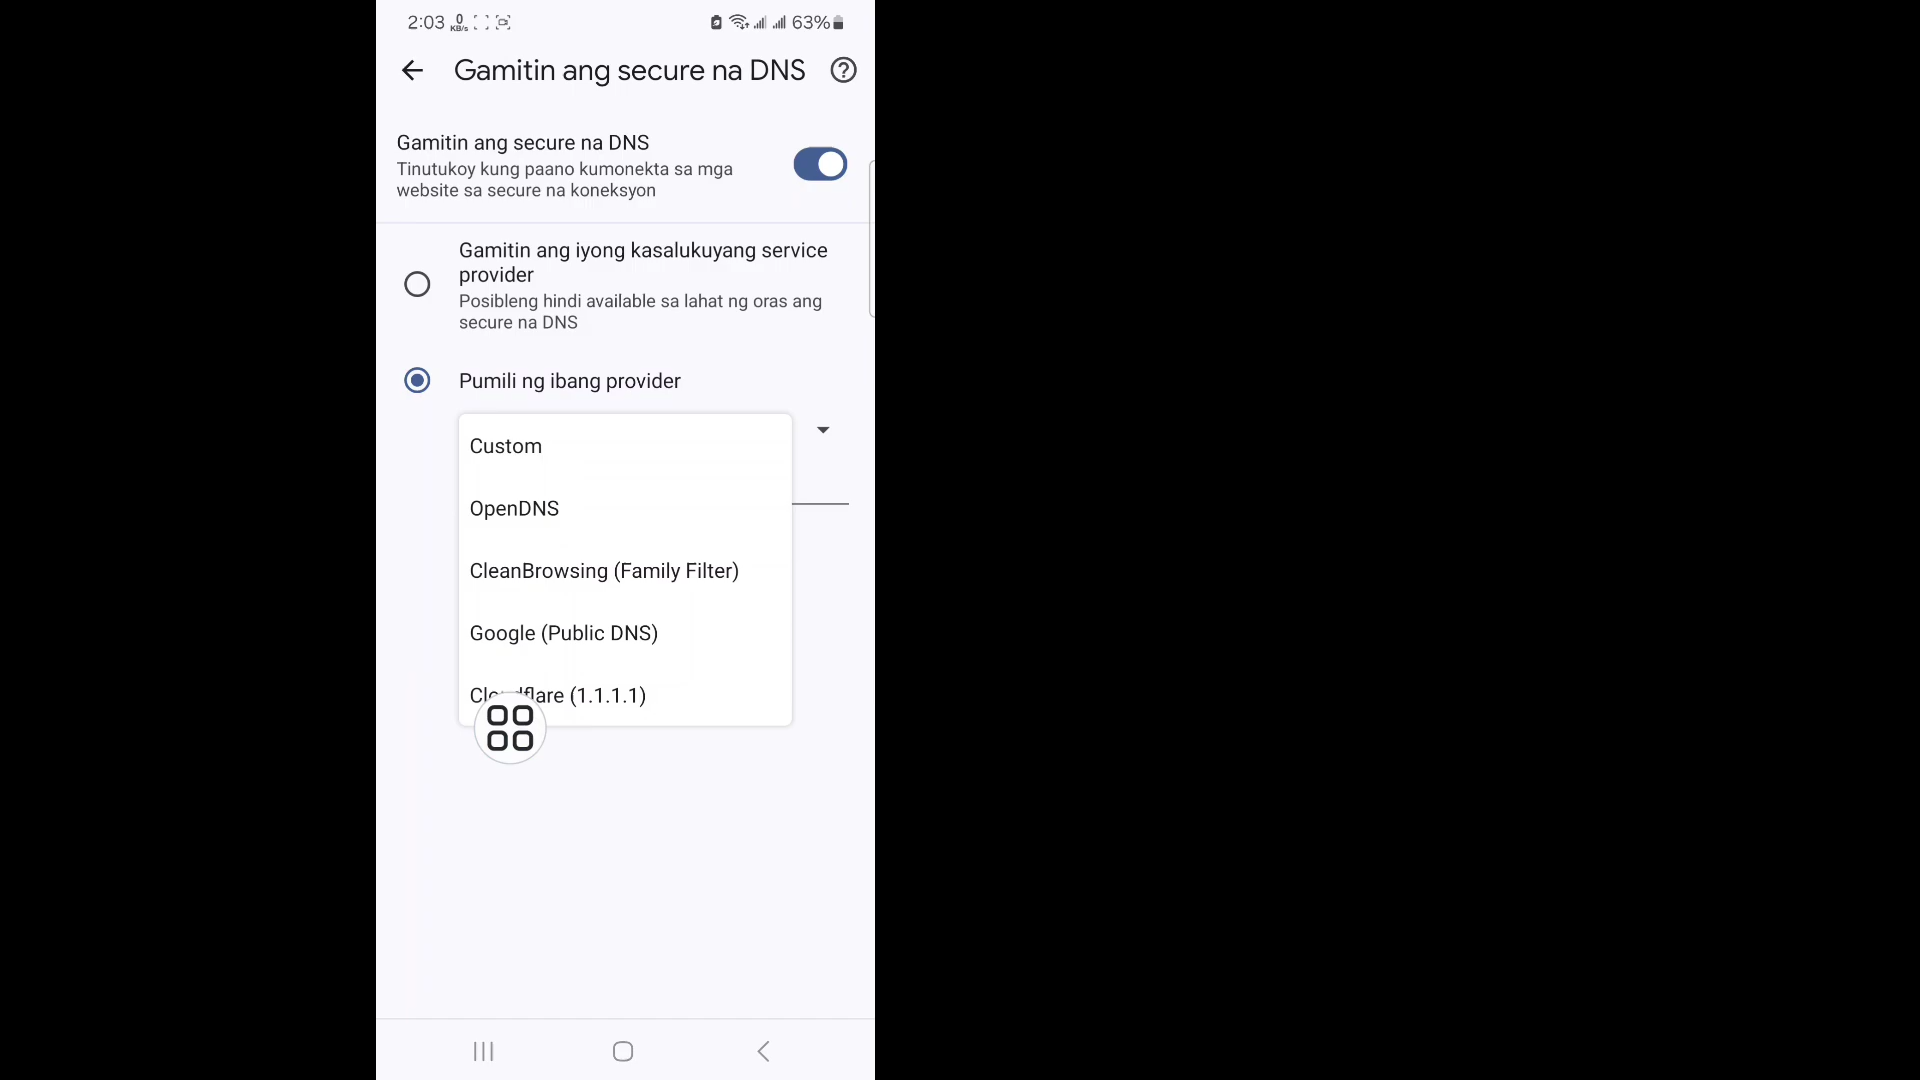 2:03 0 KB/s 63%
Gamitin ang secure na DNS
Gamitin ang secure na DNS
Tinutukoy kung paano kumonekta sa mga
website sa secure na koneksyon
Gamitin ang iyong kasalukuyang service
provider
Posibleng hindi available sa lahat ng oras ang
secure na DNS
Pumili ng ibang provider
Custom
OpenDNS
CleanBrowsing (Family Filter)
Google (Public DNS)
Cloudflare (1.1.1.1)